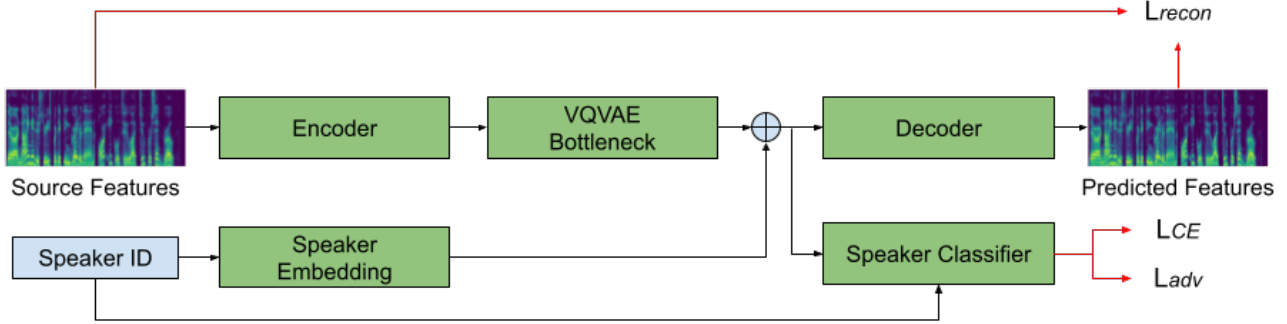 Lrecon
Encoder
VQVAE
Bottleneck
Decoder
Source Features
Predicted Features
Speaker ID
Speaker
Embedding
Speaker Classifier
LCE
Ladv